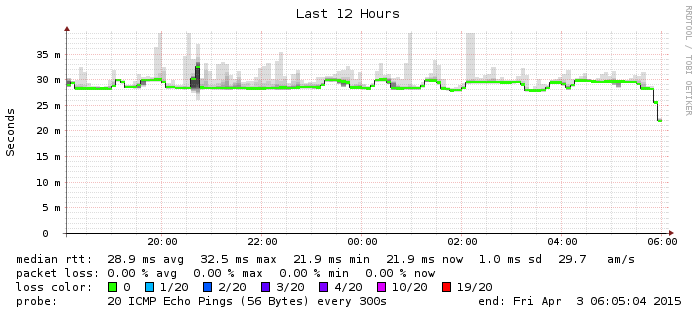 Last 12 Hours
RRDTOOL / TOBI OETIKER
Seconds
35 m
30 m
25 m
20 m
15 m
10 m
5 m
0
20:00 22:00 00:00 02:00 04:00 06:00
median rtt: 28.9 ms avg 32.5 ms max 21.9 ms min 21.9 ms now 1.0 ms sd 29.7 am/s
packet loss: 0.00 % avg 0.00 % max 0.00 % min 0.00 % now
loss color: 0 1/20 2/20 3/20 4/20 10/20 19/20
probe: 20 ICMP Echo Pings (56 Bytes) every 300s end: Fri Apr 3 06:05:04 2015